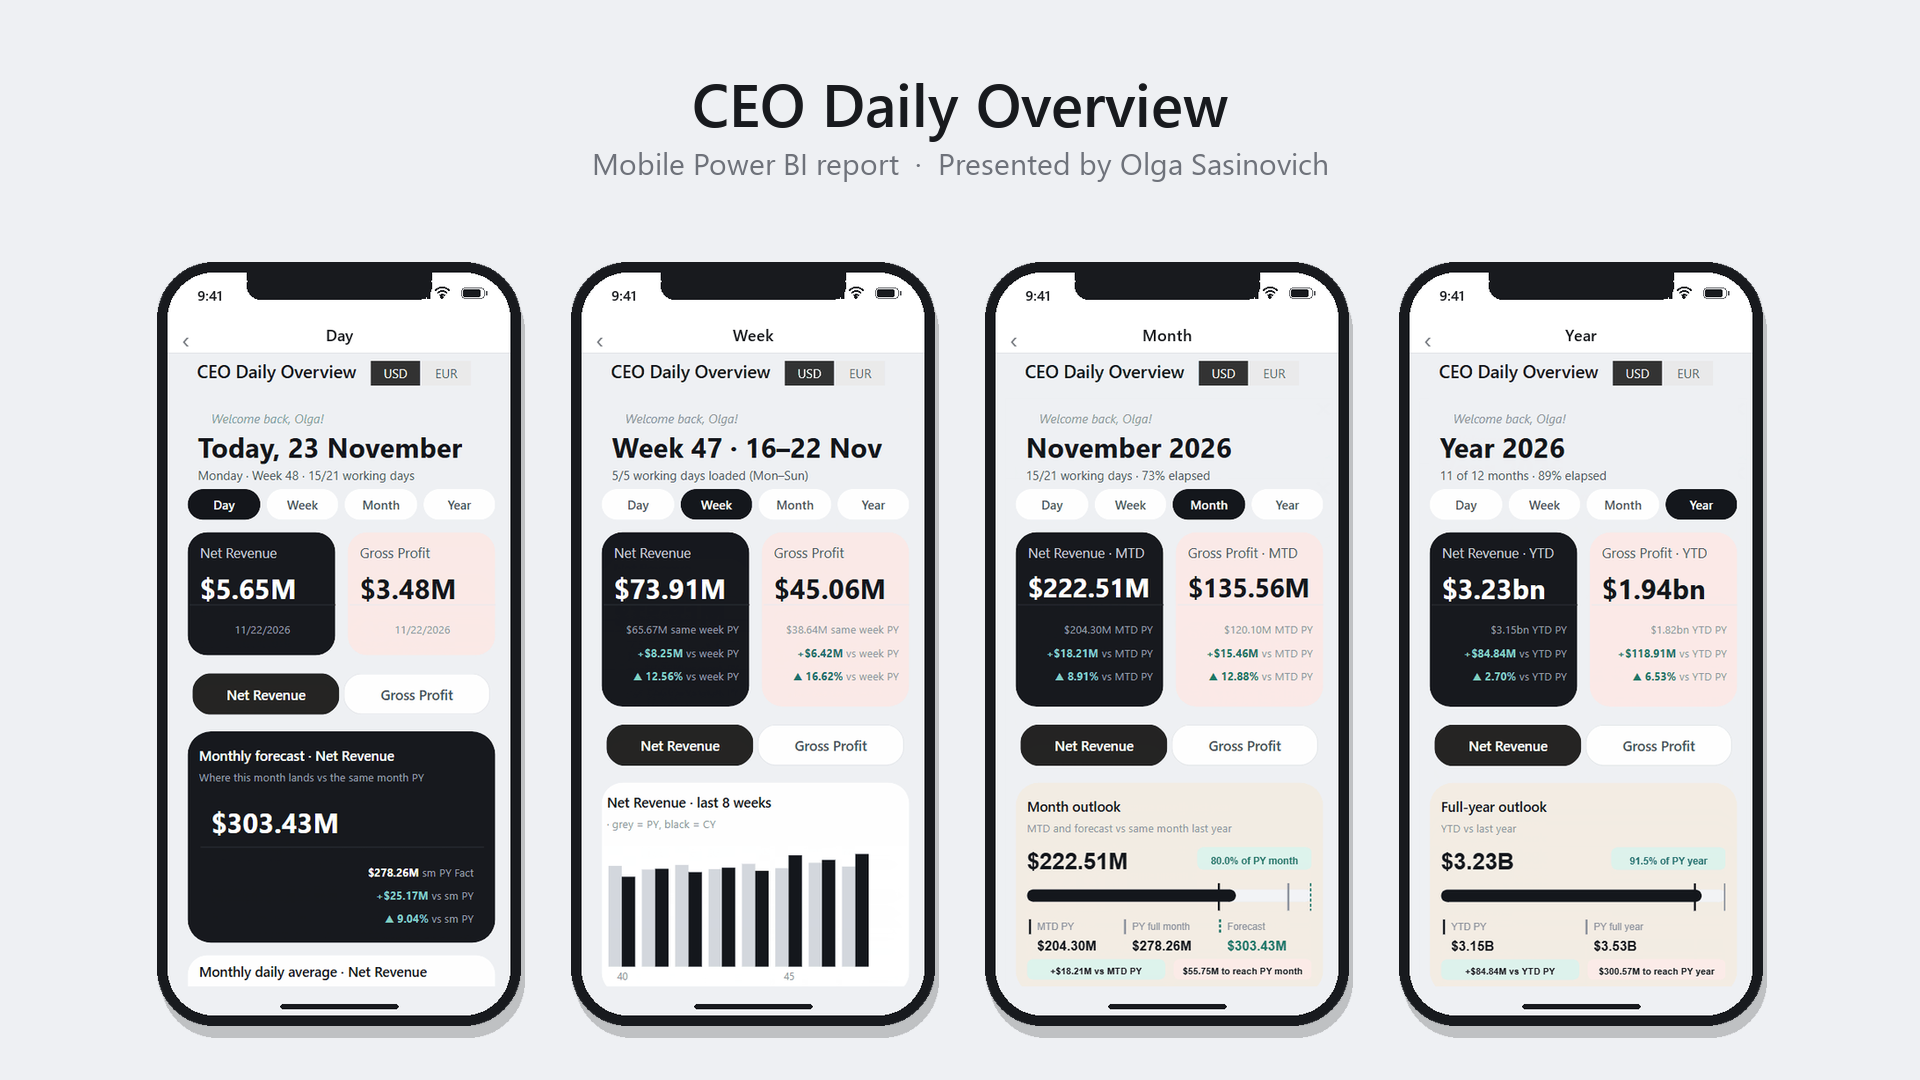 CEO Daily Overview
Mobile Power BI report · Presented by Olga Sasinovich
9:41
‹
Day
CEO Daily Overview
USD
EUR
Welcome back, Olga!
Today, 23 November
Monday · Week 48 · 15/21 working days
Day
Week
Month
Year
Net Revenue
$5.65M
11/22/2026
Gross Profit
$3.48M
11/22/2026
Net Revenue
Gross Profit
Monthly forecast · Net Revenue
Where this month lands vs the same month PY
$303.43M
$278.26M sm PY Fact
+$25.17M vs sm PY
▲ 9.04% vs sm PY
Monthly daily average · Net Revenue
9:41
‹
Week
CEO Daily Overview
USD
EUR
Welcome back, Olga!
Week 47 · 16–22 Nov
5/5 working days loaded (Mon–Sun)
Day
Week
Month
Year
Net Revenue
$73.91M
$65.67M same week PY
+$8.25M vs week PY
▲ 12.56% vs week PY
Gross Profit
$45.06M
$38.64M same week PY
+$6.42M vs week PY
▲ 16.62% vs week PY
Net Revenue
Gross Profit
Net Revenue · last 8 weeks
· grey = PY, black = CY
40
45
9:41
‹
Month
CEO Daily Overview
USD
EUR
Welcome back, Olga!
November 2026
15/21 working days · 73% elapsed
Day
Week
Month
Year
Net Revenue · MTD
$222.51M
$204.30M MTD PY
+$18.21M vs MTD PY
▲ 8.91% vs MTD PY
Gross Profit · MTD
$135.56M
$120.10M MTD PY
+$15.46M vs MTD PY
▲ 12.88% vs MTD PY
Net Revenue
Gross Profit
Month outlook
MTD and forecast vs same month last year
$222.51M
80.0% of PY month
MTD PY
$204.30M
PY full month
$278.26M
Forecast
$303.43M
+$18.21M vs MTD PY
$55.75M to reach PY month
9:41
‹
Year
CEO Daily Overview
USD
EUR
Welcome back, Olga!
Year 2026
11 of 12 months · 89% elapsed
Day
Week
Month
Year
Net Revenue · YTD
$3.23bn
$3.15bn YTD PY
+$84.84M vs YTD PY
▲ 2.70% vs YTD PY
Gross Profit · YTD
$1.94bn
$1.82bn YTD PY
+$118.91M vs YTD PY
▲ 6.53% vs YTD PY
Net Revenue
Gross Profit
Full-year outlook
YTD vs last year
$3.23B
91.5% of PY year
YTD PY
$3.15B
PY full year
$3.53B
+$84.84M vs YTD PY
$300.57M to reach PY year